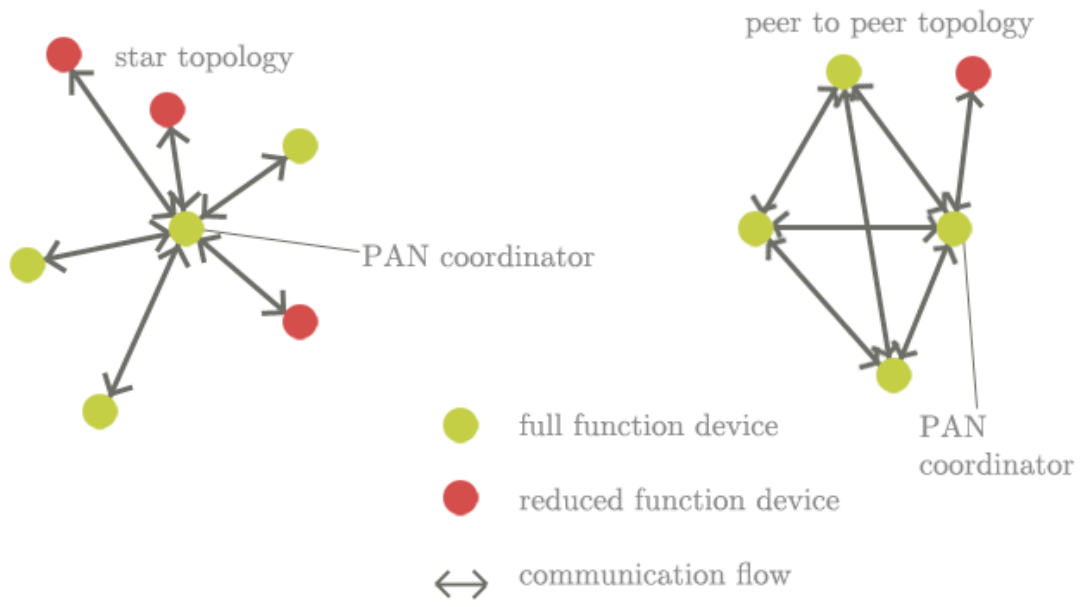 peer to peer topology
star topology
PAN coordinator
PAN
coordinator
full function device
reduced function device
communication flow